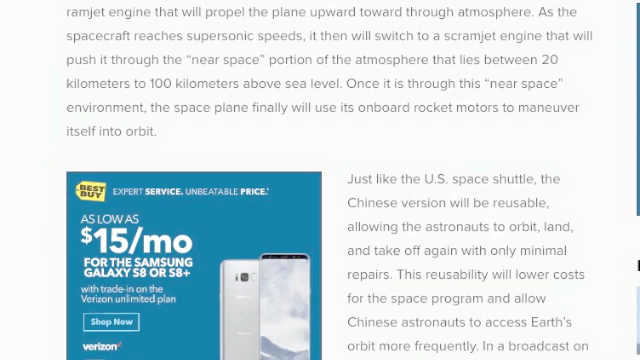 ramjet engine that will propel the plane upward toward through atmosphere. As the
spacecraft reaches supersonic speeds, it then will switch to a scramjet engine that will
push it through the “near space” portion of the atmosphere that lies between 20
kilometers to 100 kilometers above sea level. Once it is through this “near space”
environment, the space plane finally will use its onboard rocket motors to maneuver
itself into orbit.
BEST BUY
EXPERT SERVICE. UNBEATABLE PRICE.
AS LOW AS
$15/mo
FOR THE SAMSUNG
GALAXY S8 OR S8+
with trade-in on the
Verizon unlimited plan
Shop Now
verizon
Just like the U.S. space shuttle, the
Chinese version will be reusable,
allowing the astronauts to orbit, land,
and take off again with only minimal
repairs. This reusability will lower costs
for the space program and allow
Chinese astronauts to access Earth’s
orbit more frequently. In a broadcast on